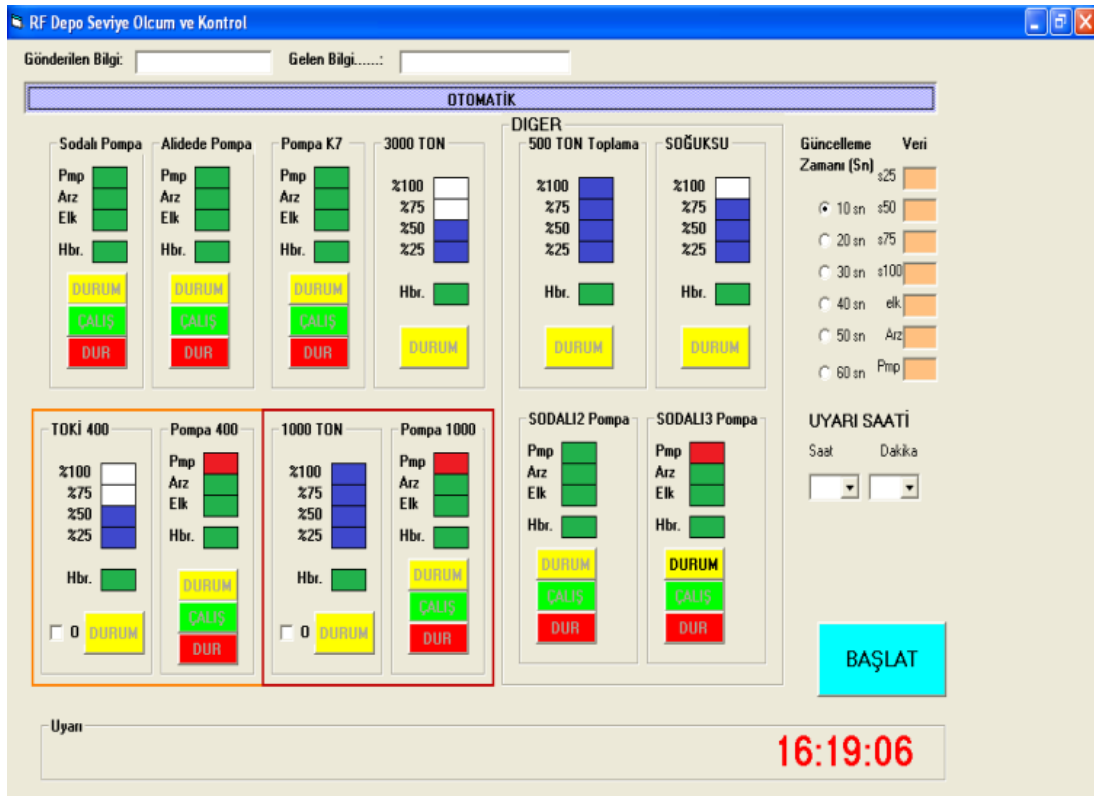 RF Depo Seviye Olcum ve Kontrol
Gönderilen Bilgi:
Gelen Bilgi......:
OTOMATİK
Sodalı Pompa
Pmp
Arz
Elk
Hbr.
DURUM
ÇALIŞ
DUR
Alidede Pompa
Pmp
Arz
Elk
Hbr.
DURUM
ÇALIŞ
DUR
Pompa K7
Pmp
Arz
Elk
Hbr.
DURUM
ÇALIŞ
DUR
3000 TON
%100
%75
%50
%25
Hbr.
DURUM
DIGER
500 TON Toplama
%100
%75
%50
%25
Hbr.
DURUM
SOĞUKSU
%100
%75
%50
%25
Hbr.
DURUM
Güncelleme
Zamanı (Sn)
10 sn
20 sn
30 sn
40 sn
50 sn
60 sn
Veri
s25
s50
s75
s100
elk
Arz
Pmp
TOKİ 400
%100
%75
%50
%25
Hbr.
0 DURUM
Pompa 400
Pmp
Arz
Elk
Hbr.
DURUM
ÇALIŞ
DUR
1000 TON
%100
%75
%50
%25
Hbr.
0 DURUM
Pompa 1000
Pmp
Arz
Elk
Hbr.
DURUM
ÇALIŞ
DUR
SODALI2 Pompa
Pmp
Arz
Elk
Hbr.
DURUM
ÇALIŞ
DUR
SODALI3 Pompa
Pmp
Arz
Elk
Hbr.
DURUM
ÇALIŞ
DUR
UYARI SAATİ
Saat Dakika
BAŞLAT
Uyarı
16:19:06